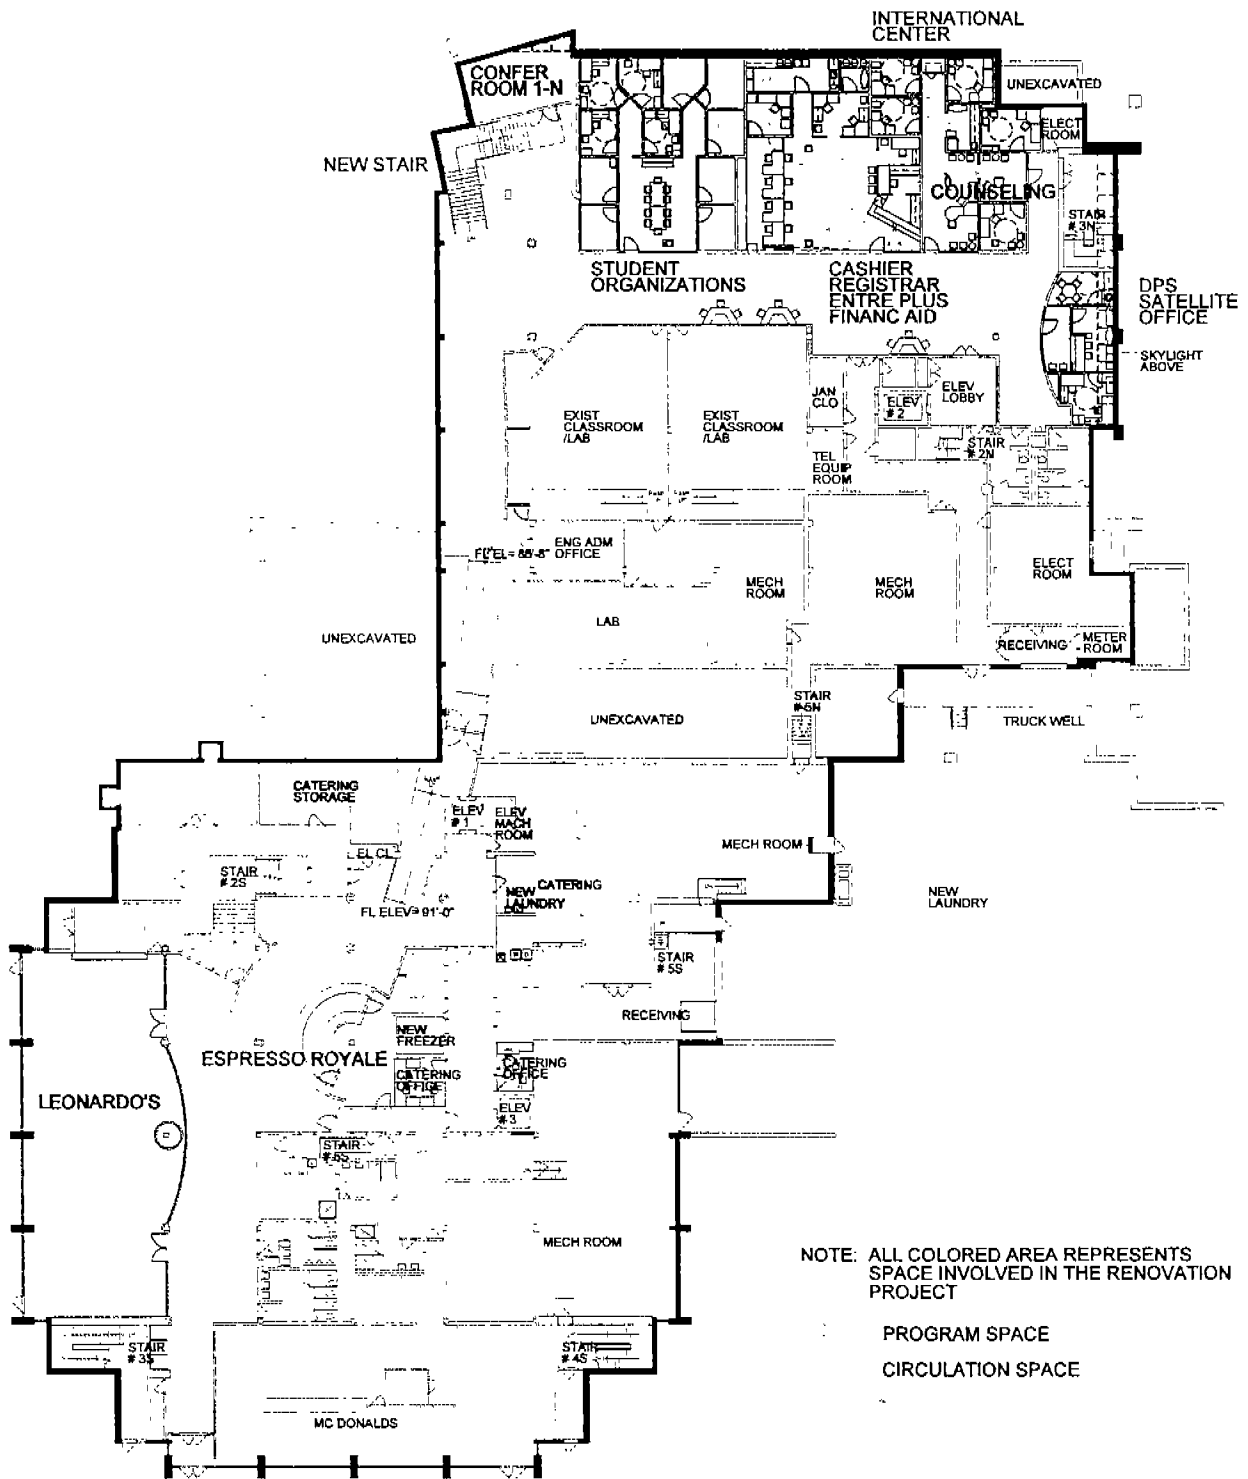 INTERNATIONAL
CENTER
CONFER
ROOM 1-N
UNEXCAVATED
ELECT
ROOM
NEW STAIR
COUNSELING
STAIR
# 3N
STUDENT
ORGANIZATIONS
CASHIER
REGISTRAR
ENTRE PLUS
FINANC AID
DPS
SATELLITE
OFFICE
SKYLIGHT
ABOVE
JAN
CLO
ELEV
# 2
ELEV
LOBBY
EXIST
CLASSROOM
/LAB
EXIST
CLASSROOM
/LAB
STAIR
# 2N
TEL
EQUIP
ROOM
FL EL= 88'-8"
ENG ADM
OFFICE
MECH
ROOM
MECH
ROOM
ELECT
ROOM
LAB
UNEXCAVATED
RECEIVING
METER
ROOM
STAIR
# 5N
UNEXCAVATED
TRUCK WELL
CATERING
STORAGE
ELEV
# 1
ELEV
MACH
ROOM
MECH ROOM
EL CL
STAIR
# 2S
CATERING
NEW
LAUNDRY
NEW
LAUNDRY
FL ELEV= 91'-0"
STAIR
# 5S
RECEIVING
NEW
FREEZER
ESPRESSO ROYALE
CATERING
OFFICE
CATERING
OFFICE
LEONARDO'S
ELEV
# 3
STAIR
# 6S
MECH ROOM
NOTE: ALL COLORED AREA REPRESENTS
SPACE INVOLVED IN THE RENOVATION
PROJECT
PROGRAM SPACE
CIRCULATION SPACE
STAIR
# 3S
STAIR
# 4S
MC DONALDS